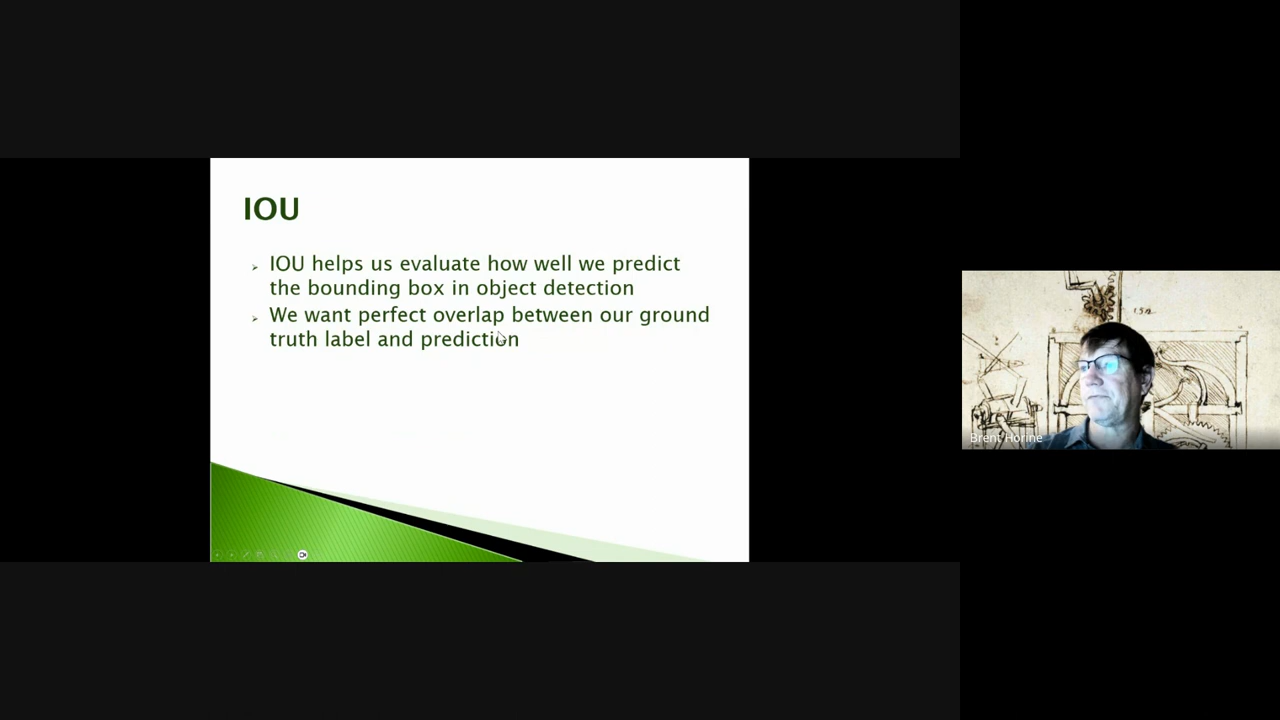 IOU
IOU helps us evaluate how well we predict
the bounding box in object detection
We want perfect overlap between our ground
truth label and prediction
Brent Horine